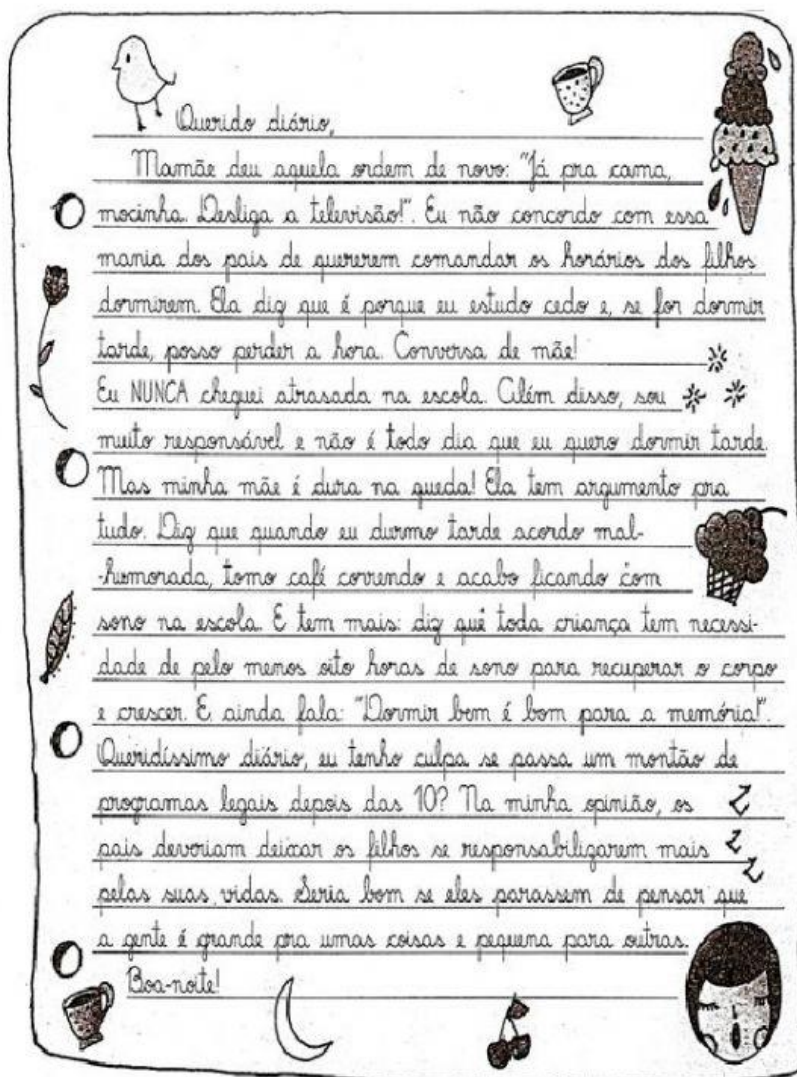 Querido diário,
Mamãe deu aquela ordem de novo: "Já pra cama,
mocinha. Desliga a televisão!". Eu não concordo com essa
mania dos pais de quererem comandar os horários dos filhos
dormirem. Ela diz que é porque eu estudo cedo e, se for dormir
tarde, posso perder a hora. Conversa de mãe!
Eu NUNCA cheguei atrasada na escola. Além disso, sou
muito responsável e não é todo dia que eu quero dormir tarde.
Mas minha mãe é dura na queda! Ela tem argumento pra
tudo. Diz que quando eu durmo tarde acordo mal-
-humorada, tomo café correndo e acabo ficando com
sono na escola. E tem mais: diz que toda criança tem necessi-
dade de pelo menos oito horas de sono para recuperar o corpo
e crescer. E ainda fala: "Dormir bem é bom para a memória!".
Queridíssimo diário, eu tenho culpa se passa um montão de
programas legais depois das 10? Na minha opinião, os
pais deveriam deixar os filhos se responsabilizarem mais
pelas suas vidas. Seria bom se eles parassem de pensar que
a gente é grande pra umas coisas e pequena para outras.
Boa-noite!
Z
Z
Z